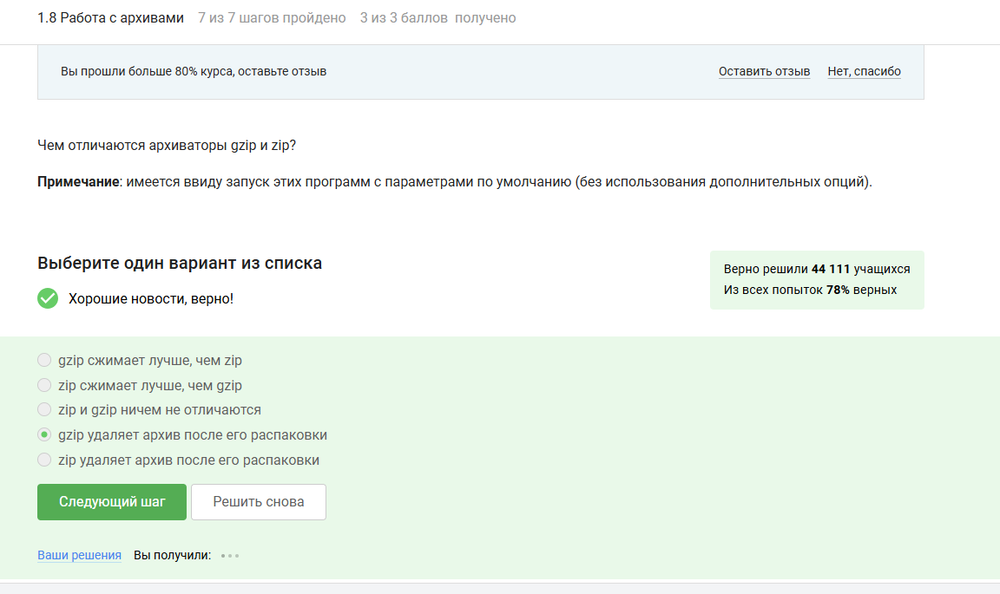 1.8 Работа с архивами 7 из 7 шагов пройдено 3 из 3 баллов получено
Вы прошли больше 80% курса, оставьте отзыв Оставить отзыв Нет, спасибо
Чем отличаются архиваторы gzip и zip?
Примечание: имеется ввиду запуск этих программ с параметрами по умолчанию (без использования дополнительных опций).
Выберите один вариант из списка
Хорошие новости, верно!
Верно решили 44 111 учащихся
Из всех попыток 78% верных
gzip сжимает лучше, чем zip
zip сжимает лучше, чем gzip
zip и gzip ничем не отличаются
gzip удаляет архив после его распаковки
zip удаляет архив после его распаковки
Следующий шаг Решить снова
Ваши решения Вы получили: